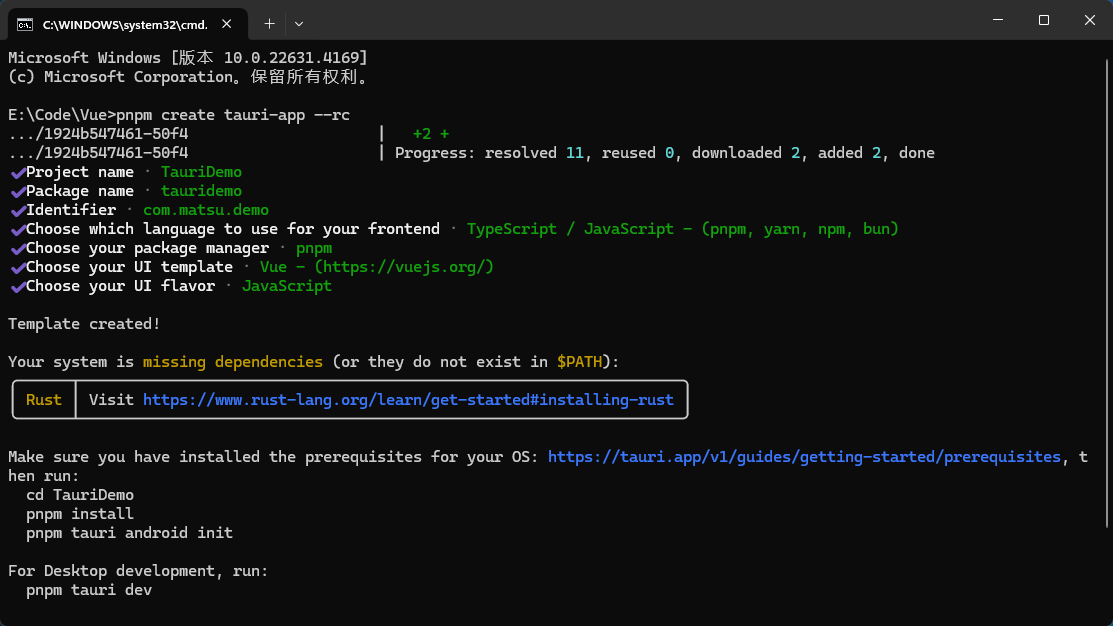 C:\WINDOWS\system32\cmd.
Microsoft Windows [版本 10.0.22631.4169]
(c) Microsoft Corporation。保留所有权利。
E:\Code\Vue>pnpm create tauri-app --rc
.../1924b547461-50f4 | +2 +
.../1924b547461-50f4 | Progress: resolved 11, reused 0, downloaded 2, added 2, done
✔Project name · TauriDemo
✔Package name · tauridemo
✔Identifier · com.matsu.demo
✔Choose which language to use for your frontend · TypeScript / JavaScript - (pnpm, yarn, npm, bun)
✔Choose your package manager · pnpm
✔Choose your UI template · Vue - (https://vuejs.org/)
✔Choose your UI flavor · JavaScript
Template created!
Your system is missing dependencies (or they do not exist in $PATH):
Rust | Visit https://www.rust-lang.org/learn/get-started#installing-rust
Make sure you have installed the prerequisites for your OS: https://tauri.app/v1/guides/getting-started/prerequisites, t
hen run:
cd TauriDemo
pnpm install
pnpm tauri android init
For Desktop development, run:
pnpm tauri dev